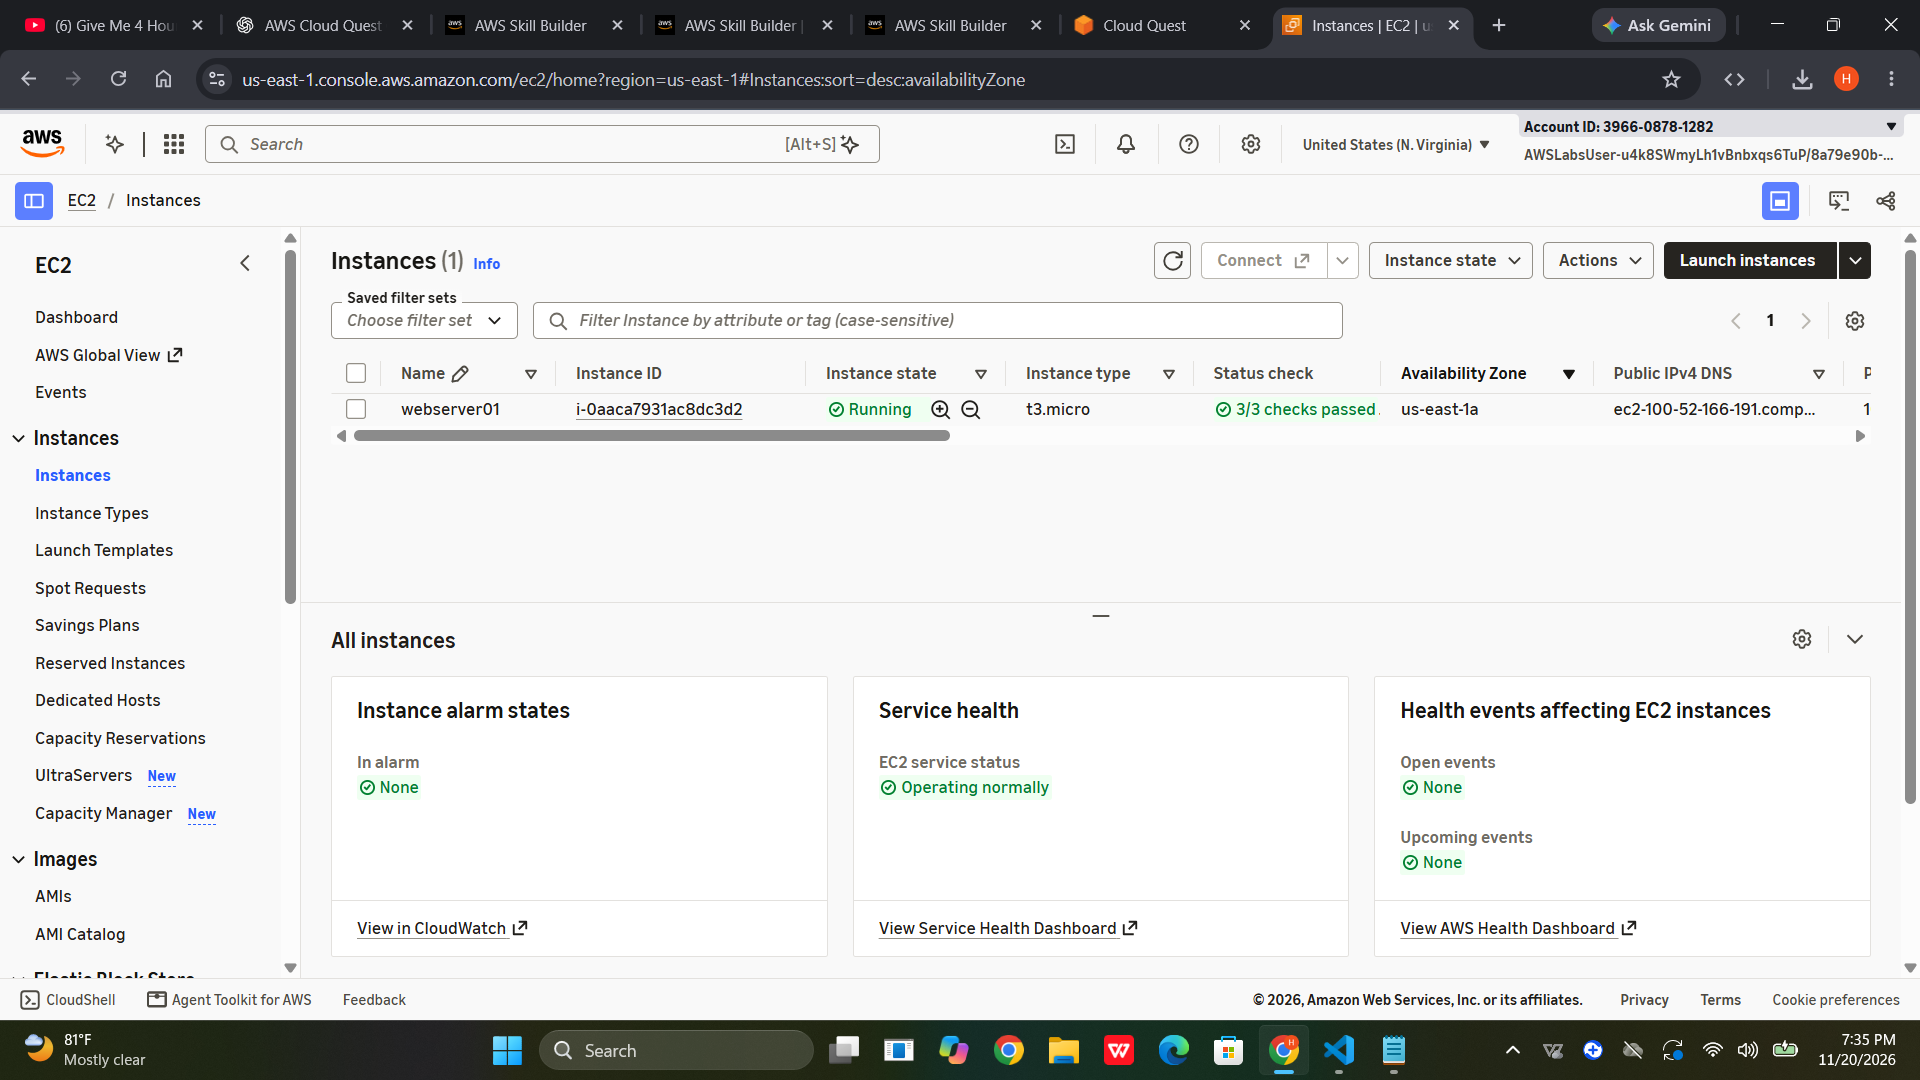 (6) Give Me 4 Hou
AWS Cloud Quest
AWS Skill Builder
AWS Skill Builder |
AWS Skill Builder
Cloud Quest
Instances | EC2 | u
Ask Gemini
us-east-1.console.aws.amazon.com/ec2/home?region=us-east-1#Instances:sort=desc:availabilityZone
H
aws
Search
[Alt+S]
United States (N. Virginia)
Account ID: 3966-0878-1282
AWSLabsUser-u4k8SWmyLh1vBnbxqs6TuP/8a79e90b-...
EC2 / Instances
EC2
Dashboard
AWS Global View
Events
Instances
Instances
Instance Types
Launch Templates
Spot Requests
Savings Plans
Reserved Instances
Dedicated Hosts
Capacity Reservations
UltraServers New
Capacity Manager New
Images
AMIs
AMI Catalog
Elastic Block Store
Instances (1) Info
Connect
Instance state
Actions
Launch instances
Saved filter sets
Choose filter set
Filter Instance by attribute or tag (case-sensitive)
1
Name Instance ID Instance state Instance type Status check Availability Zone Public IPv4 DNS P
webserver01 i-0aaca7931ac8dc3d2 Running t3.micro 3/3 checks passed us-east-1a ec2-100-52-166-191.comp... 1
All instances
Instance alarm states
In alarm
None
View in CloudWatch
Service health
EC2 service status
Operating normally
View Service Health Dashboard
Health events affecting EC2 instances
Open events
None
Upcoming events
None
View AWS Health Dashboard
CloudShell
Agent Toolkit for AWS
Feedback
© 2026, Amazon Web Services, Inc. or its affiliates.
Privacy
Terms
Cookie preferences
81°F
Mostly clear
Search
7:35 PM
11/20/2026